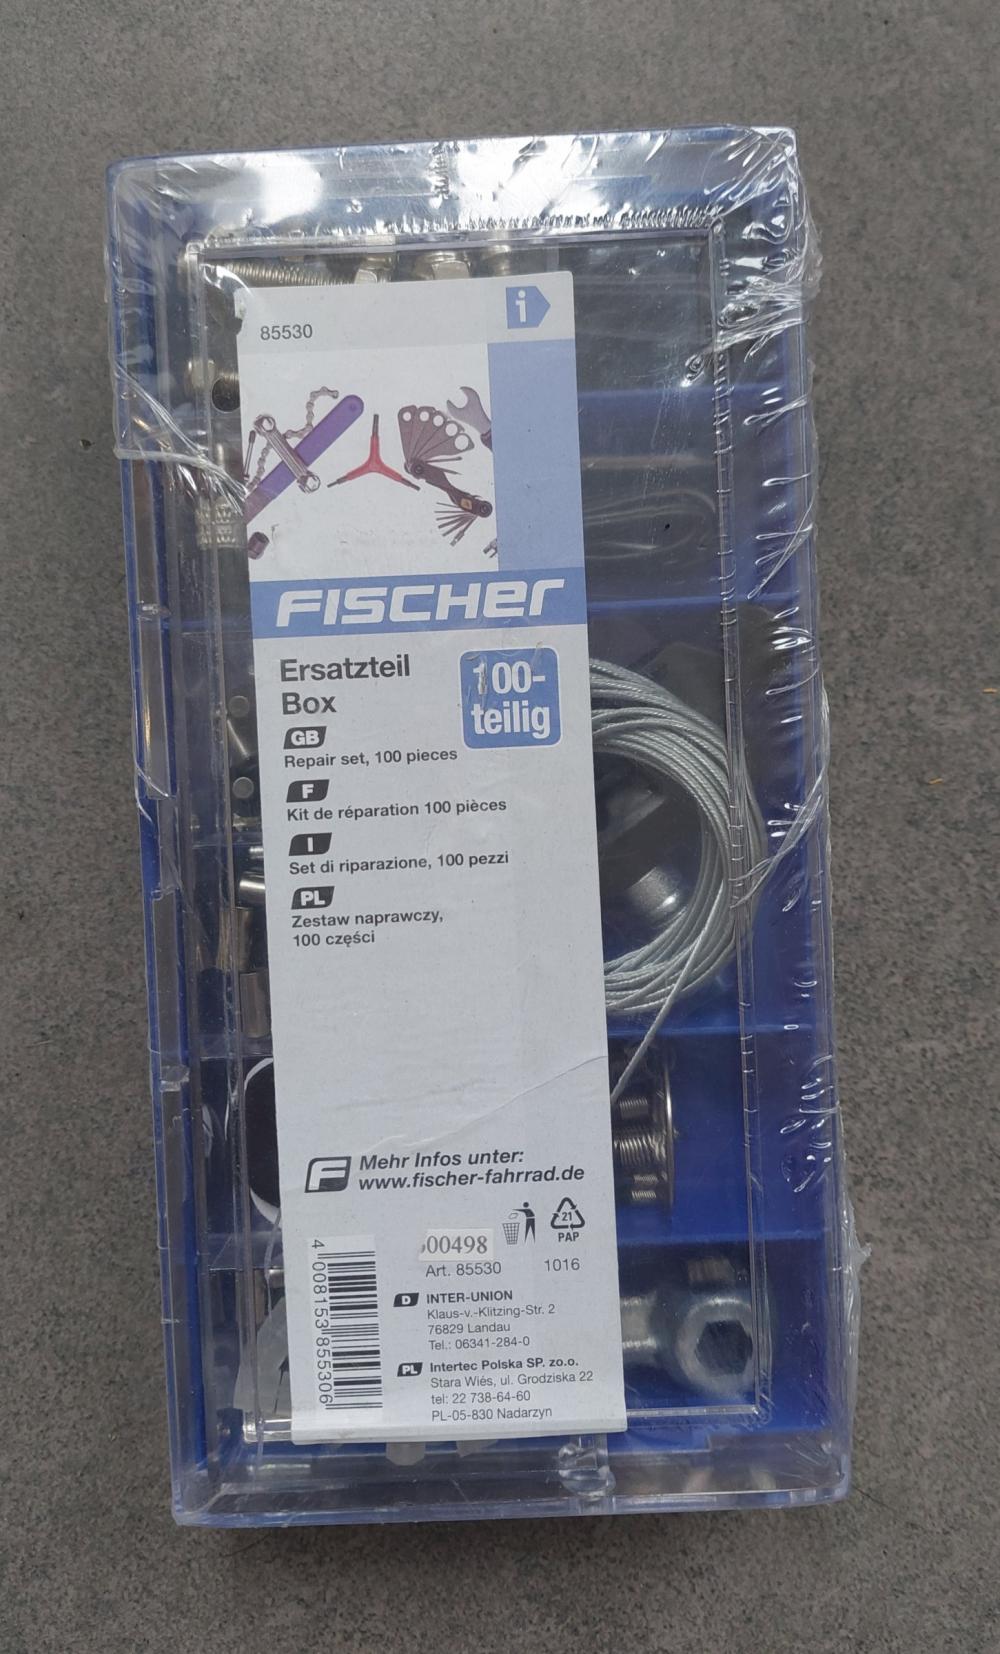 85530
i
FISCHER
Ersatzteil
Box
100-
teilig
GB
Repair set, 100 pieces
F
Kit de réparation 100 pièces
I
Set di riparazione, 100 pezzi
PL
Zestaw naprawczy,
100 części
F Mehr Infos unter:
www.fischer-fahrrad.de
21
PAP
00498
Art. 85530 1016
D INTER-UNION
Klaus-v.-Klitzing-Str. 2
76829 Landau
Tel.: 06341-284-0
PL Intertec Polska SP. zo.o.
Stara Wiés, ul. Grodziska 22
tel: 22 738-64-60
PL-05-830 Nadarzyn
4 008153 855306